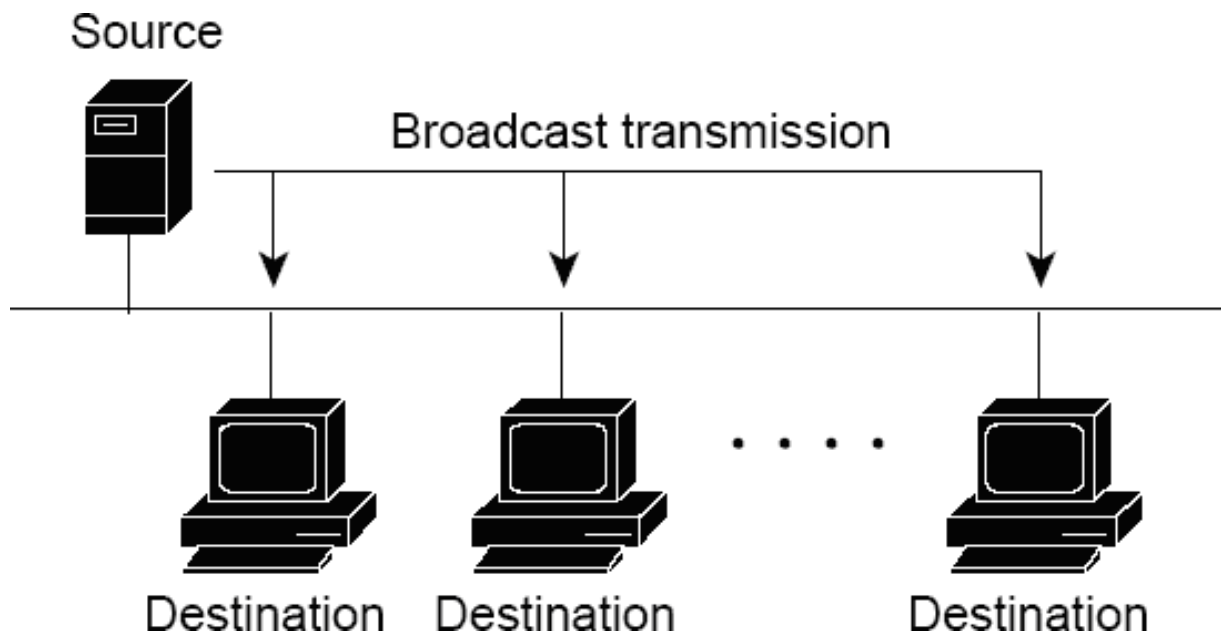 Source
Broadcast transmission
Destination
Destination
Destination